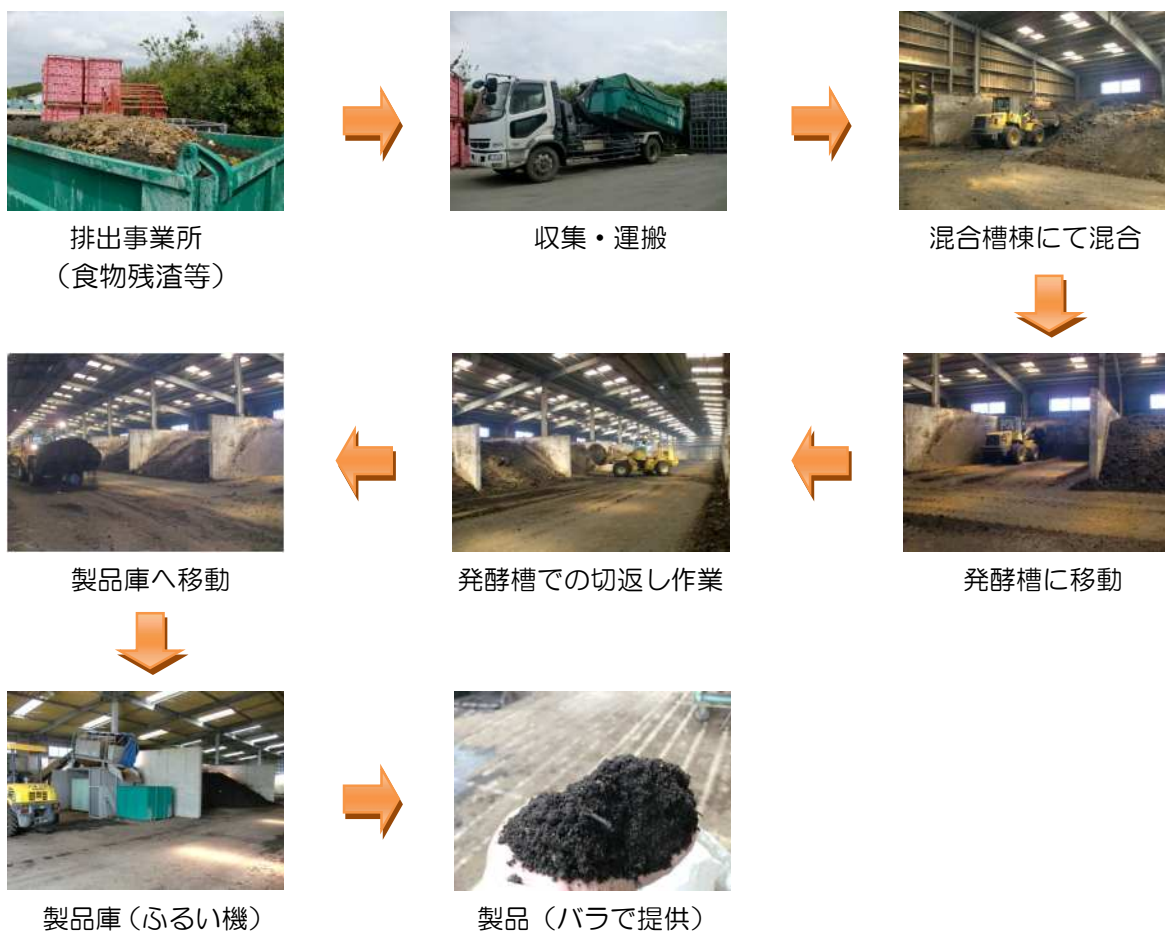 排出事業所
（食物残渣等）
収集・運搬
混合槽棟にて混合
発酵槽に移動
発酵槽での切返し作業
製品庫へ移動
製品庫（ふるい機）
製品（バラで提供）